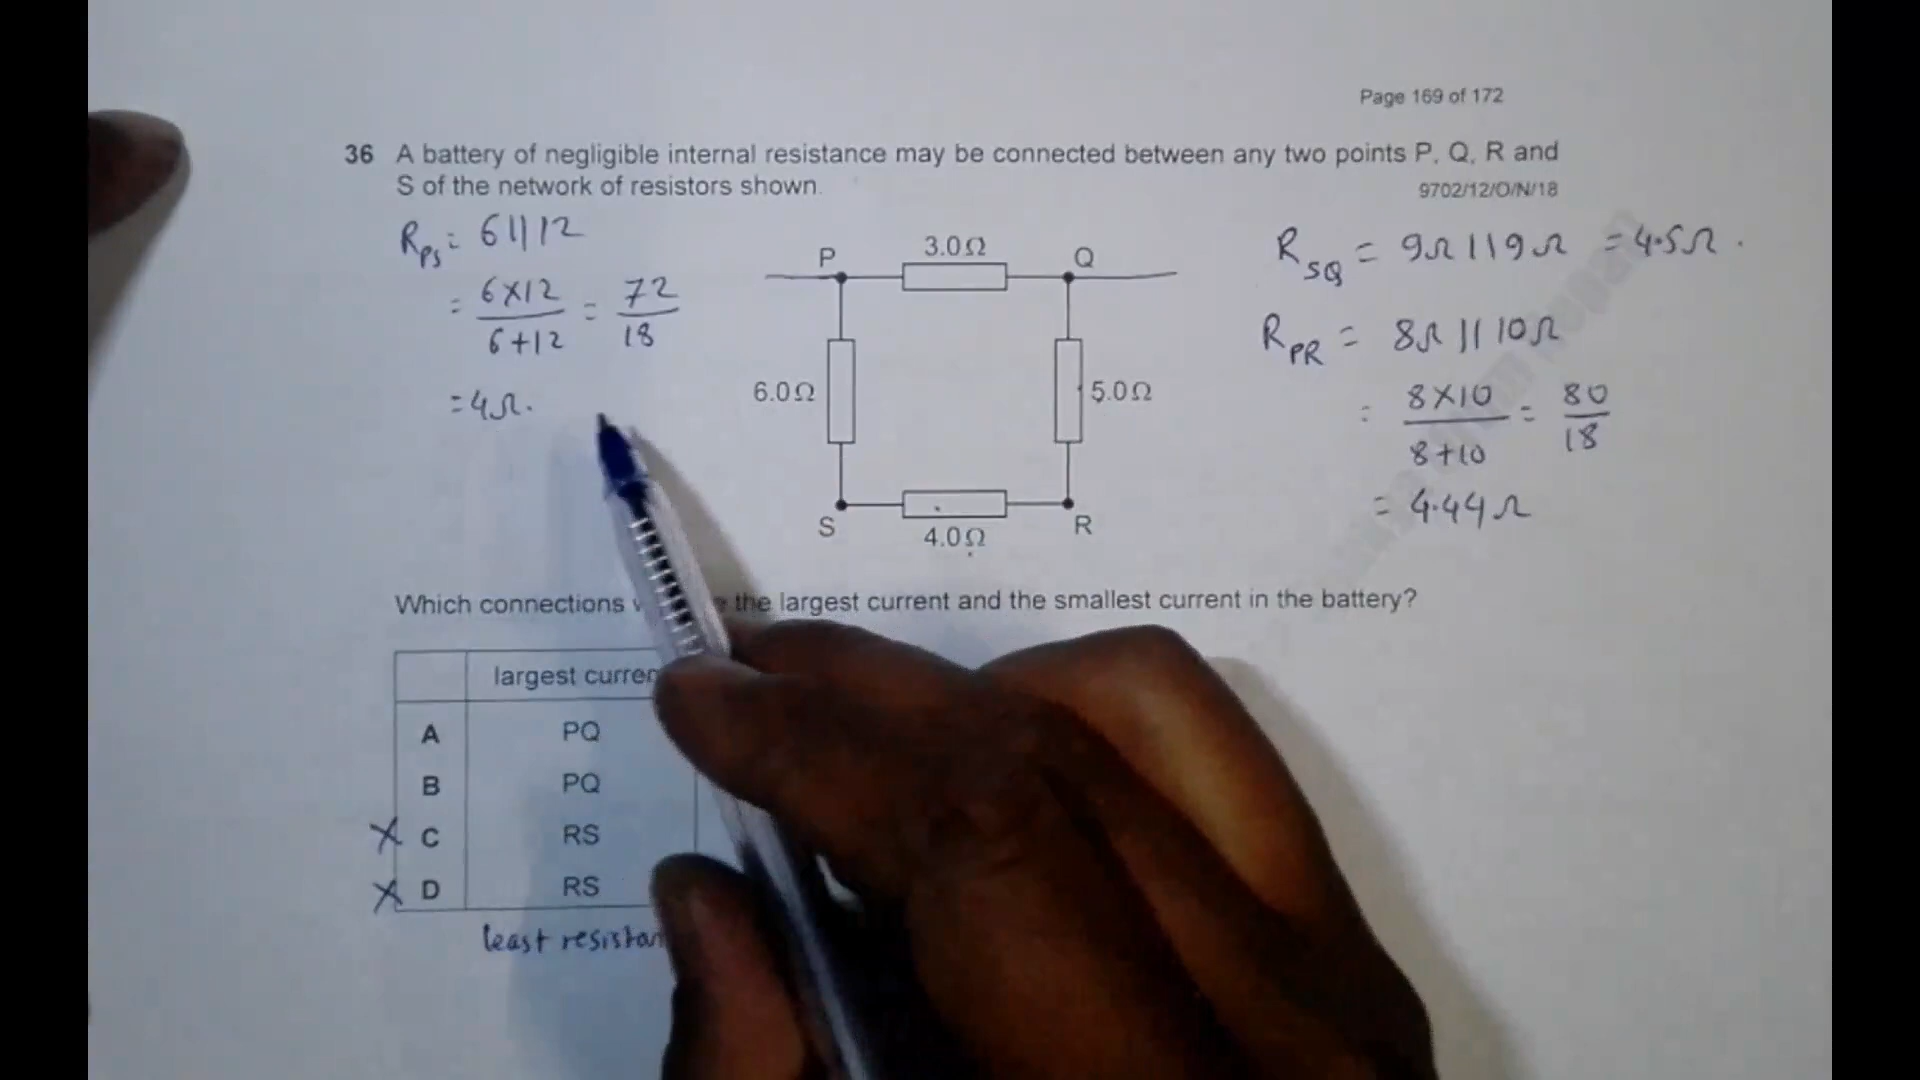 Page 169 of 172
36 A battery of negligible internal resistance may be connected between any two points P, Q, R and
S of the network of resistors shown.
9702/12/O/N/18
R_PS = 6||12
= 6×12 / 6+12 = 72 / 18
= 4Ω.
P
3.0Ω
Q
6.0Ω
5.0Ω
S
4.0Ω
R
R_SQ = 9Ω||9Ω = 4.5Ω.
R_PR = 8Ω||10Ω
= 8×10 / 8+10 = 80 / 18
= 4.44Ω
Which connections the largest current and the smallest current in the battery?
largest curren
A PQ
B PQ
X C RS
X D RS
least resistan